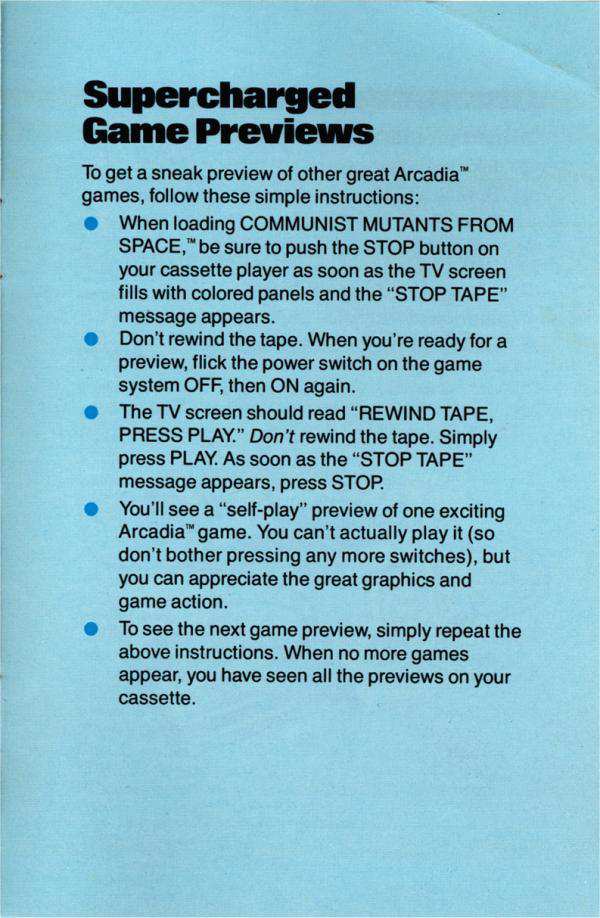 Supercharged
Game Previews
To get a sneak preview of other great Arcadia™
games, follow these simple instructions:
● When loading COMMUNIST MUTANTS FROM
SPACE,™ be sure to push the STOP button on
your cassette player as soon as the TV screen
fills with colored panels and the “STOP TAPE”
message appears.
● Don't rewind the tape. When you're ready for a
preview, flick the power switch on the game
system OFF, then ON again.
● The TV screen should read “REWIND TAPE,
PRESS PLAY.” Don't rewind the tape. Simply
press PLAY. As soon as the “STOP TAPE”
message appears, press STOP.
● You'll see a “self-play” preview of one exciting
Arcadia™ game. You can't actually play it (so
don't bother pressing any more switches), but
you can appreciate the great graphics and
game action.
● To see the next game preview, simply repeat the
above instructions. When no more games
appear, you have seen all the previews on your
cassette.